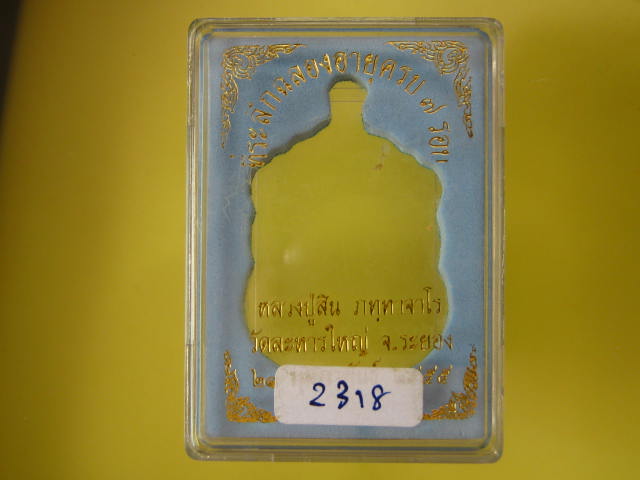 ที่ระลึกฉลองอายุครบ ๗ รอบ
หลวงปู่สิน ภทฺทาจาโร
วัดละหารใหญ่ จ.ระยอง
2318